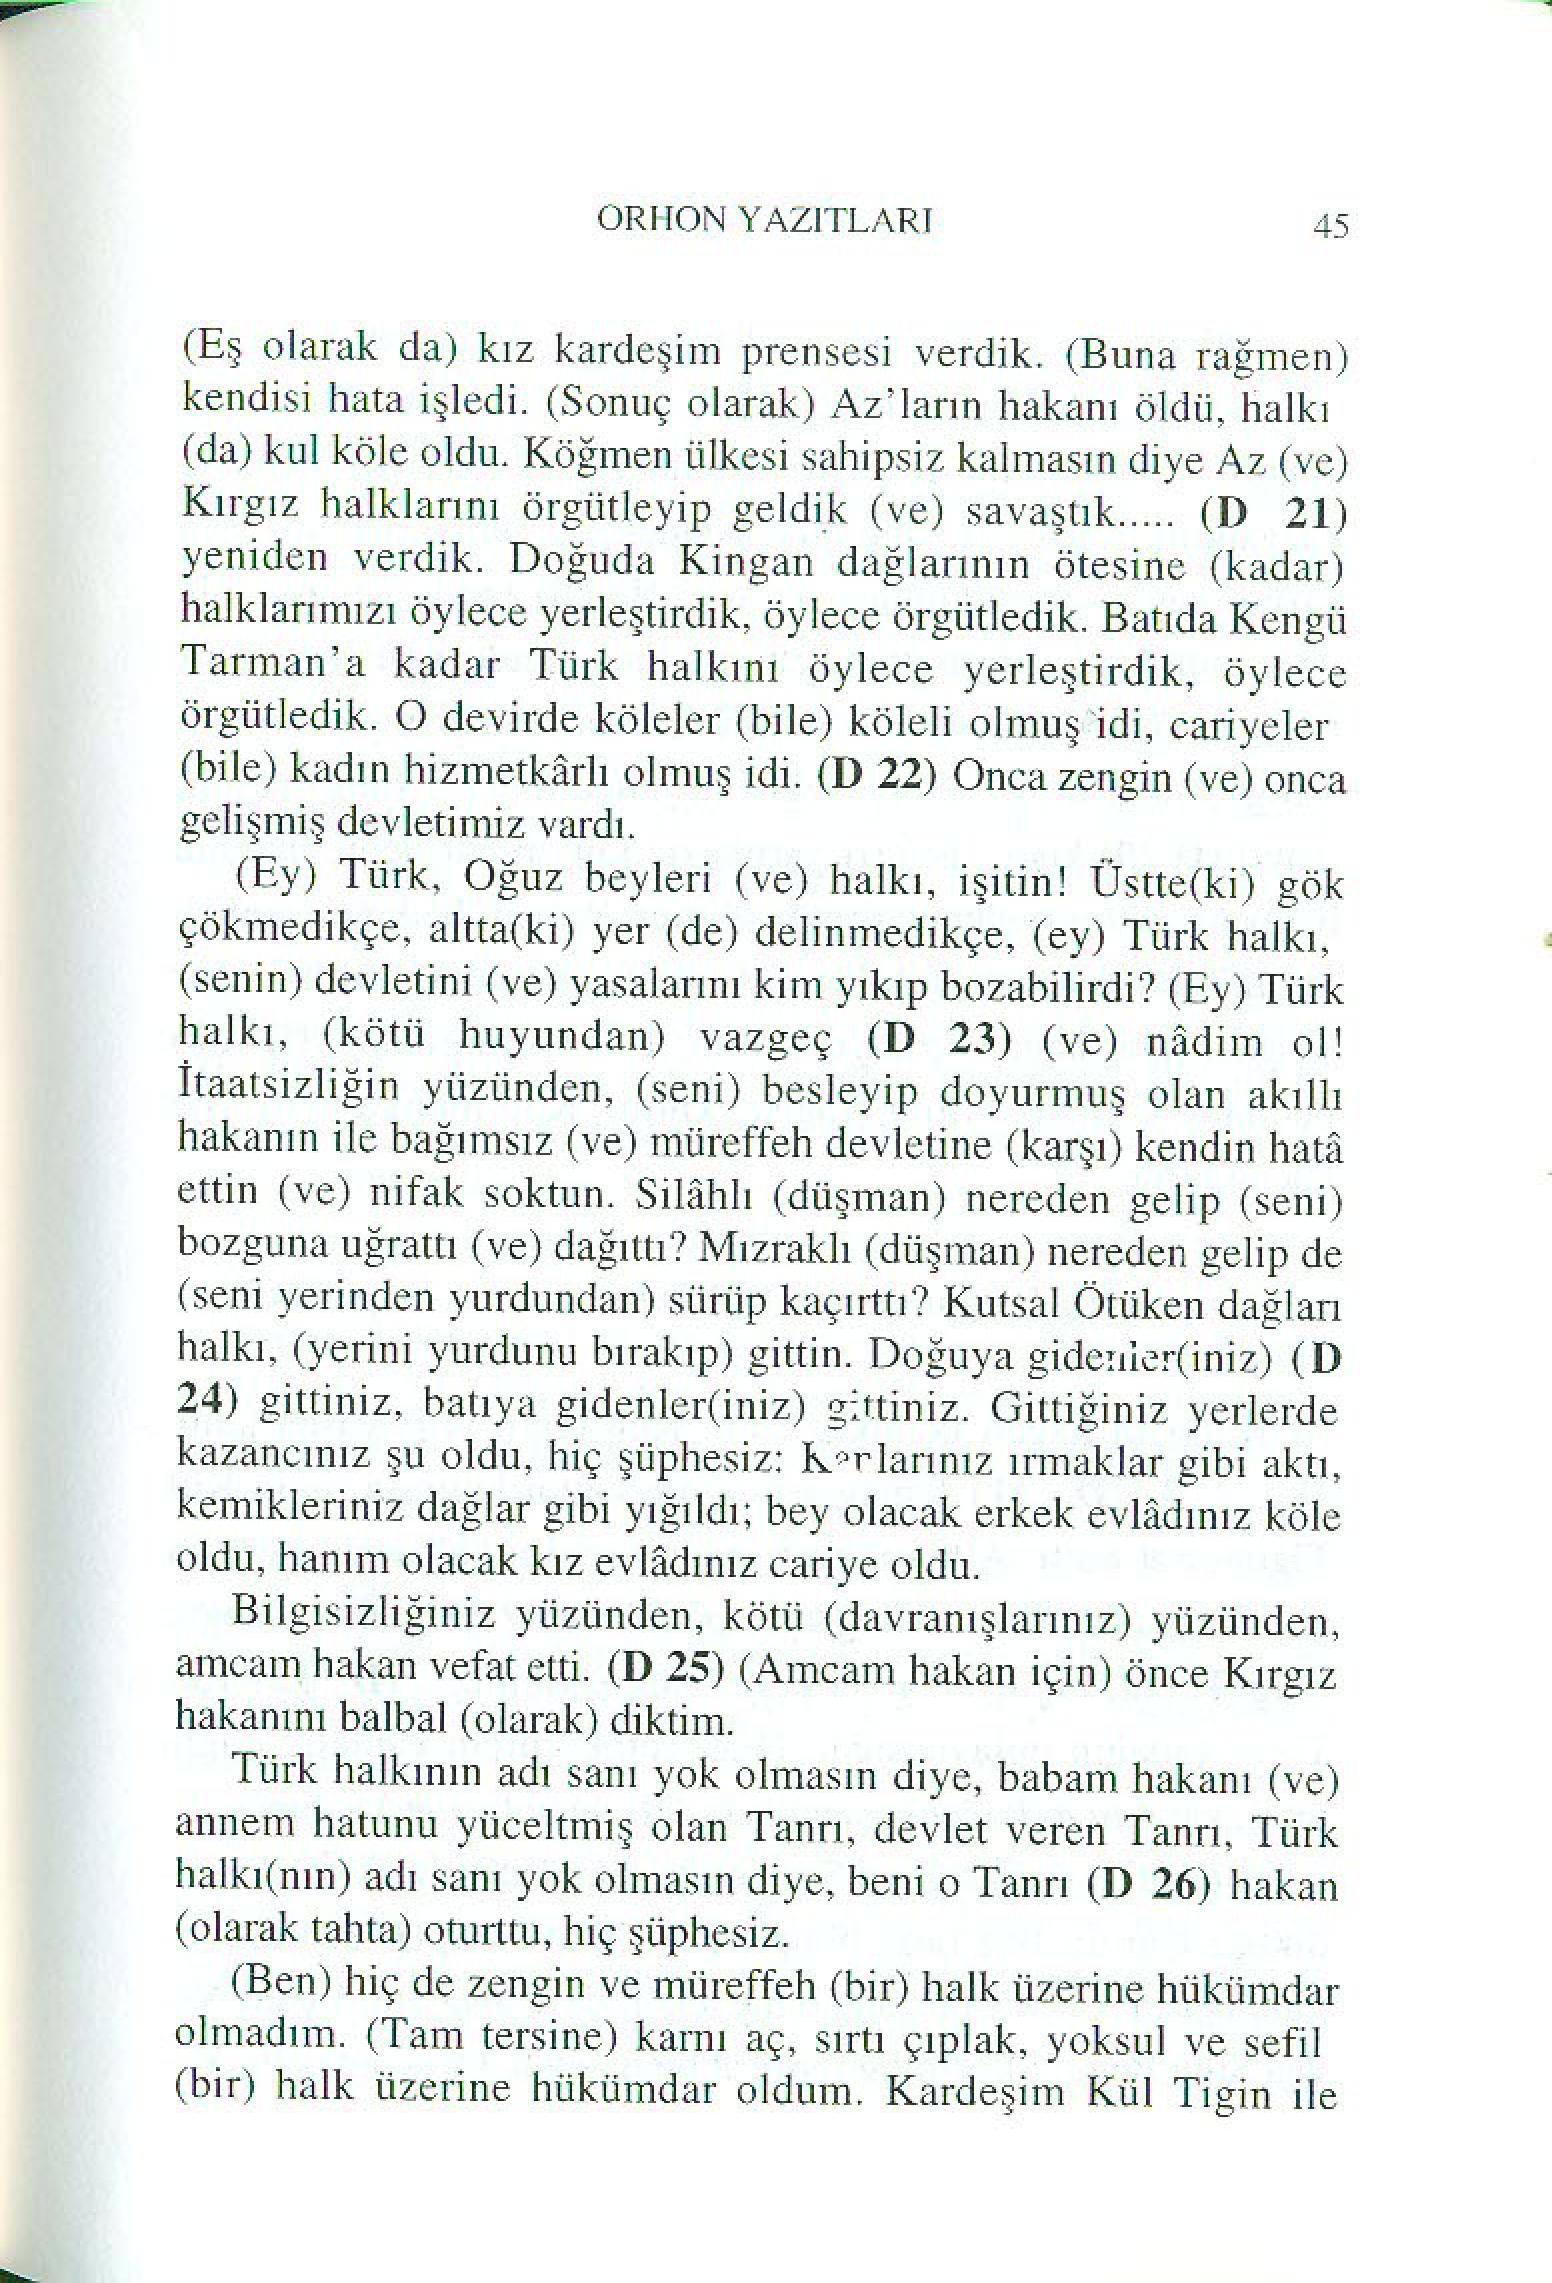 ORHON YAZITLARI 45
(Eş olarak da) kız kardeşim prensesi verdik. (Buna rağmen)
kendisi hata işledi. (Sonuç olarak) Az'ların hakanı öldü, halkı
(da) kul köle oldu. Köğmen ülkesi sahipsiz kalmasın diye Az (ve)
Kırgız halklarını örgütleyip geldik (ve) savaştık..... (D 21)
yeniden verdik. Doğuda Kingan dağlarının ötesine (kadar)
halklarımızı öylece yerleştirdik, öylece örgütledik. Batıda Kengü
Tarman'a kadar Türk halkını öylece yerleştirdik, öylece
örgütledik. O devirde köleler (bile) köleli olmuş idi, cariyeler
(bile) kadın hizmetkârlı olmuş idi. (D 22) Onca zengin (ve) onca
gelişmiş devletimiz vardı.
(Ey) Türk, Oğuz beyleri (ve) halkı, işitin! Üstte(ki) gök
çökmedikçe, altta(ki) yer (de) delinmedikçe, (ey) Türk halkı,
(senin) devletini (ve) yasalarını kim yıkıp bozabilirdi? (Ey) Türk
halkı, (kötü huyundan) vazgeç (D 23) (ve) nâdim ol!
İtaatsizliğin yüzünden, (seni) besleyip doyurmuş olan akıllı
hakanın ile bağımsız (ve) müreffeh devletine (karşı) kendin hatâ
ettin (ve) nifak soktun. Silâhlı (düşman) nereden gelip (seni)
bozguna uğrattı (ve) dağıttı? Mızraklı (düşman) nereden gelip de
(seni yerinden yurdundan) sürüp kaçırttı? Kutsal Ötüken dağları
halkı, (yerini yurdunu bırakıp) gittin. Doğuya gidenler(iniz) (D
24) gittiniz, batıya gidenler(iniz) gittiniz. Gittiğiniz yerlerde
kazancınız şu oldu, hiç şüphesiz: ırmaklar gibi aktı,
kemikleriniz dağlar gibi yığıldı; bey olacak erkek evlâdınız köle
oldu, hanım olacak kız evlâdınız cariye oldu.
Bilgisizliğiniz yüzünden, kötü (davranışlarınız) yüzünden,
amcam hakan vefat etti. (D 25) (Amcam hakan için) önce Kırgız
hakanını balbal (olarak) diktim.
Türk halkının adı sanı yok olmasın diye, babam hakanı (ve)
annem hatunu yüceltmiş olan Tanrı, devlet veren Tanrı, Türk
halkı(nın) adı sanı yok olmasın diye, beni o Tanrı (D 26) hakan
(olarak tahta) oturttu, hiç şüphesiz.
(Ben) hiç de zengin ve müreffeh (bir) halk üzerine hükümdar
olmadım. (Tam tersine) karnı aç, sırtı çıplak, yoksul ve sefil
(bir) halk üzerine hükümdar oldum. Kardeşim Kül Tigin ile